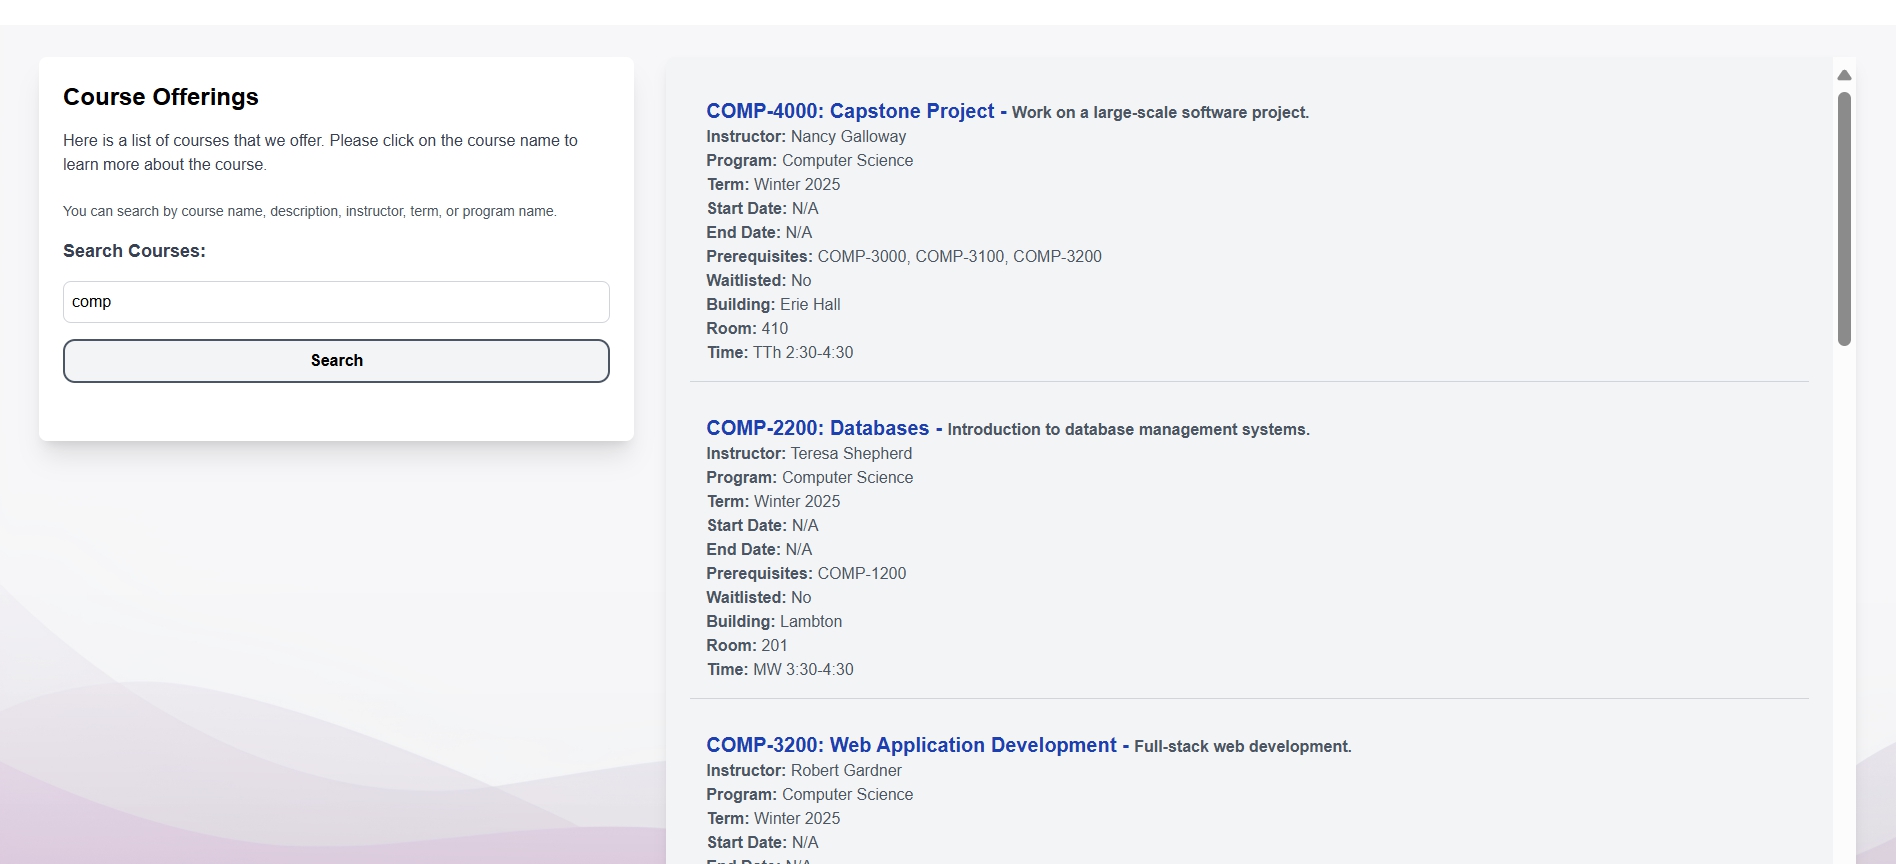 Course Offerings
Here is a list of courses that we offer. Please click on the course name to
learn more about the course.
You can search by course name, description, instructor, term, or program name.
Search Courses:
comp
Search
COMP-4000: Capstone Project - Work on a large-scale software project.
Instructor: Nancy Galloway
Program: Computer Science
Term: Winter 2025
Start Date: N/A
End Date: N/A
Prerequisites: COMP-3000, COMP-3100, COMP-3200
Waitlisted: No
Building: Erie Hall
Room: 410
Time: TTh 2:30-4:30
COMP-2200: Databases - Introduction to database management systems.
Instructor: Teresa Shepherd
Program: Computer Science
Term: Winter 2025
Start Date: N/A
End Date: N/A
Prerequisites: COMP-1200
Waitlisted: No
Building: Lambton
Room: 201
Time: MW 3:30-4:30
COMP-3200: Web Application Development - Full-stack web development.
Instructor: Robert Gardner
Program: Computer Science
Term: Winter 2025
Start Date: N/A
End Date: N/A